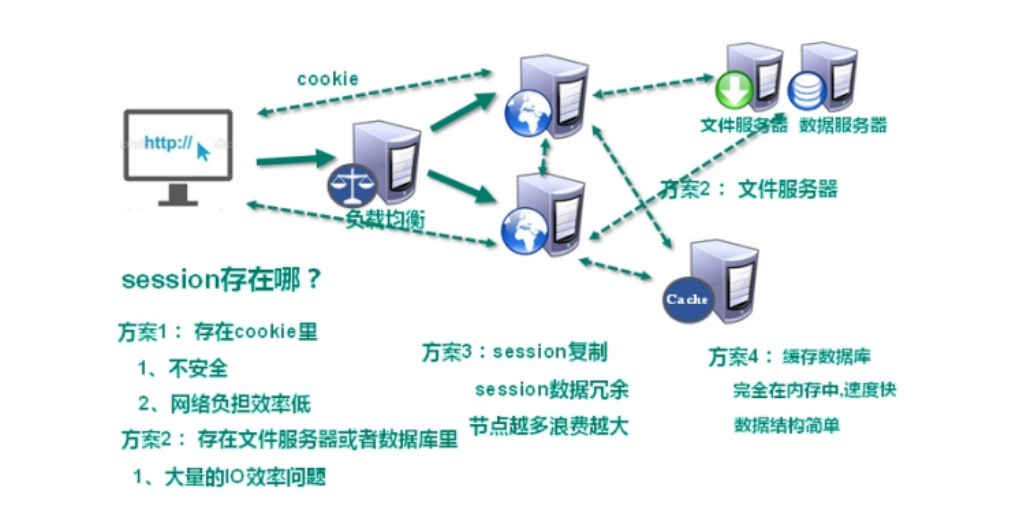 cookie
http://
文件服务器 数据服务器
方案2： 文件服务器
负载均衡
Cache
session存在哪？
方案1： 存在cookie里
1、不安全
2、网络负担效率低
方案2： 存在文件服务器或者数据库里
1、大量的IO效率问题
方案3：session复制
session数据冗余
节点越多浪费越大
方案4： 缓存数据库
完全在内存中,速度快
数据结构简单